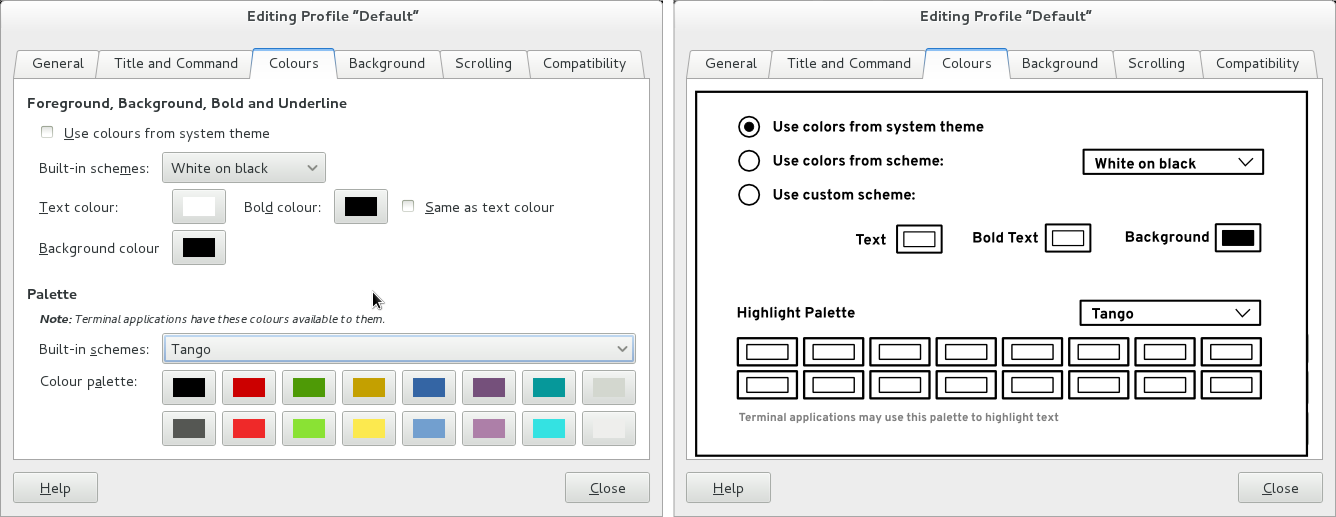 Editing Profile “Default”
General Title and Command Colours Background Scrolling Compatibility
Foreground, Background, Bold and Underline
Use colours from system theme
Built-in schemes: White on black
Text colour: Bold colour: Same as text colour
Background colour
Palette
Note: Terminal applications have these colours available to them.
Built-in schemes: Tango
Colour palette:
Help Close
Editing Profile “Default”
General Title and Command Colours Background Scrolling Compatibility
Use colors from system theme
Use colors from scheme: White on black
Use custom scheme:
Text Bold Text Background
Highlight Palette Tango
Terminal applications may use this palette to highlight text
Help Close